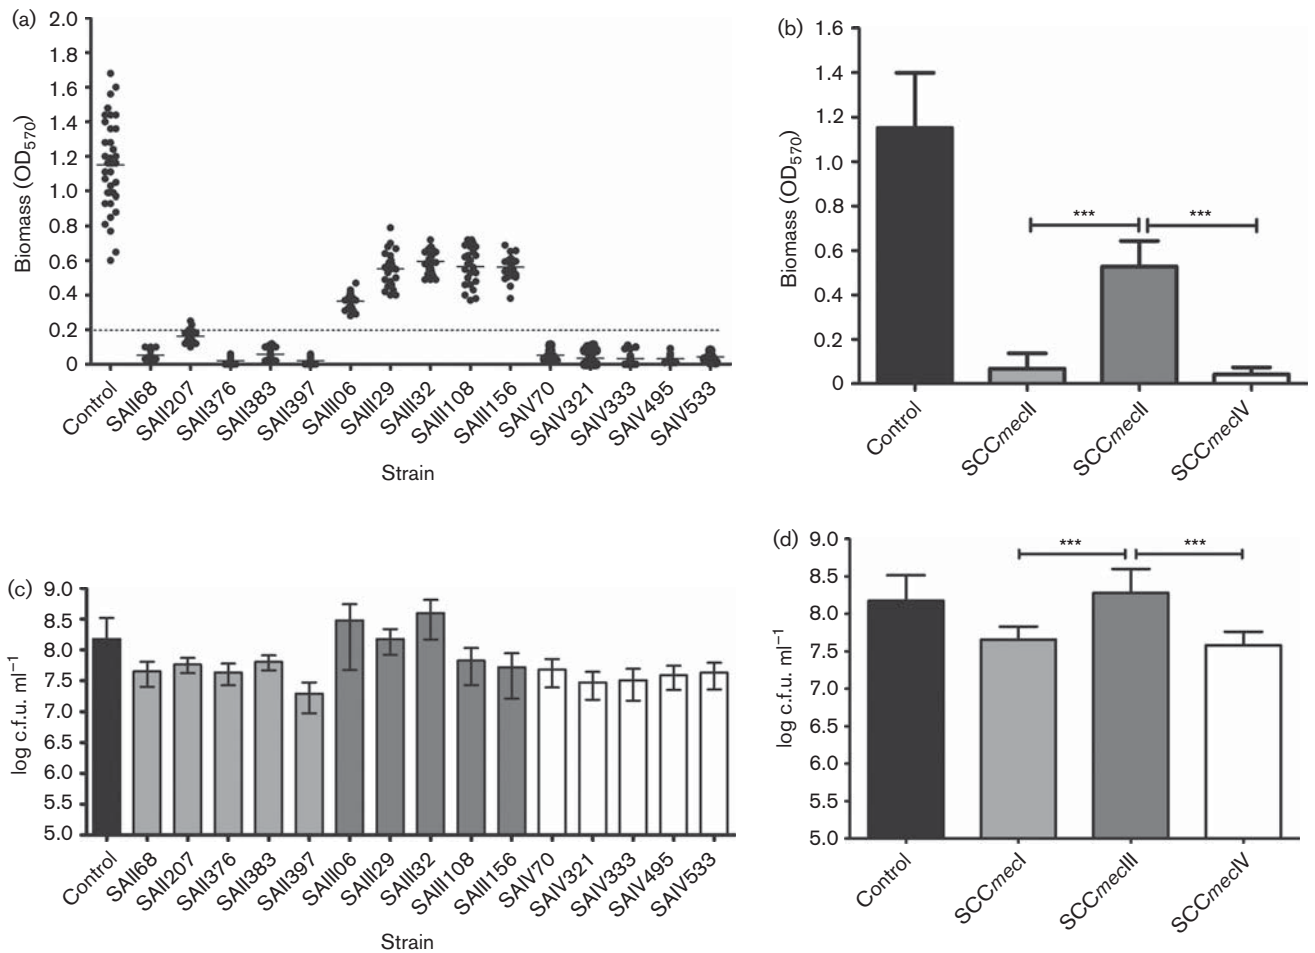 (a)
2.0
1.8
1.6
1.4
1.2
1.0
0.8
0.6
0.4
0.2
0
Biomass (OD570)
Control
SAII68
SAII207
SAII376
SAII383
SAII397
SAIII06
SAIII29
SAIII32
SAIII108
SAIII156
SAIV70
SAIV321
SAIV333
SAIV495
SAIV533
Strain
(b)
1.6
1.4
1.2
1.0
0.8
0.6
0.4
0.2
0
Biomass (OD570)
*** ***
Control
SCCmecI
SCCmecII
SCCmecIV
(c)
9.0
8.5
8.0
7.5
7.0
6.5
6.0
5.5
5.0
log c.f.u. ml−1
Control
SAII68
SAII207
SAII376
SAII383
SAII397
SAIII06
SAIII29
SAIII32
SAIII108
SAIII156
SAIV70
SAIV321
SAIV333
SAIV495
SAIV533
Strain
(d)
9.0
8.5
8.0
7.5
7.0
6.5
6.0
5.5
5.0
log c.f.u. ml−1
*** ***
Control
SCCmecI
SCCmecIII
SCCmecIV